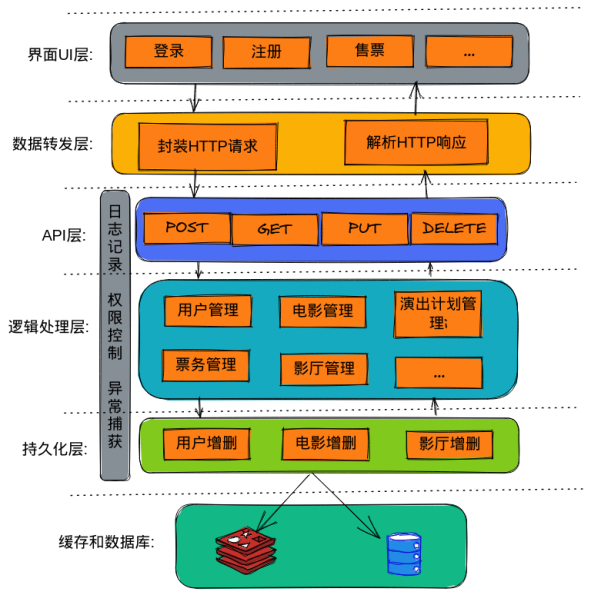 界面UI层:
登录
注册
售票
...
数据转发层:
封装HTTP请求
解析HTTP响应
API层:
POST
GET
PUT
DELETE
日志记录 权限控制 异常捕获
逻辑处理层:
用户管理
电影管理
演出计划管
理;
票务管理
影厅管理
...
持久化层:
用户增删
电影增删
影厅增删
缓存和数据库: